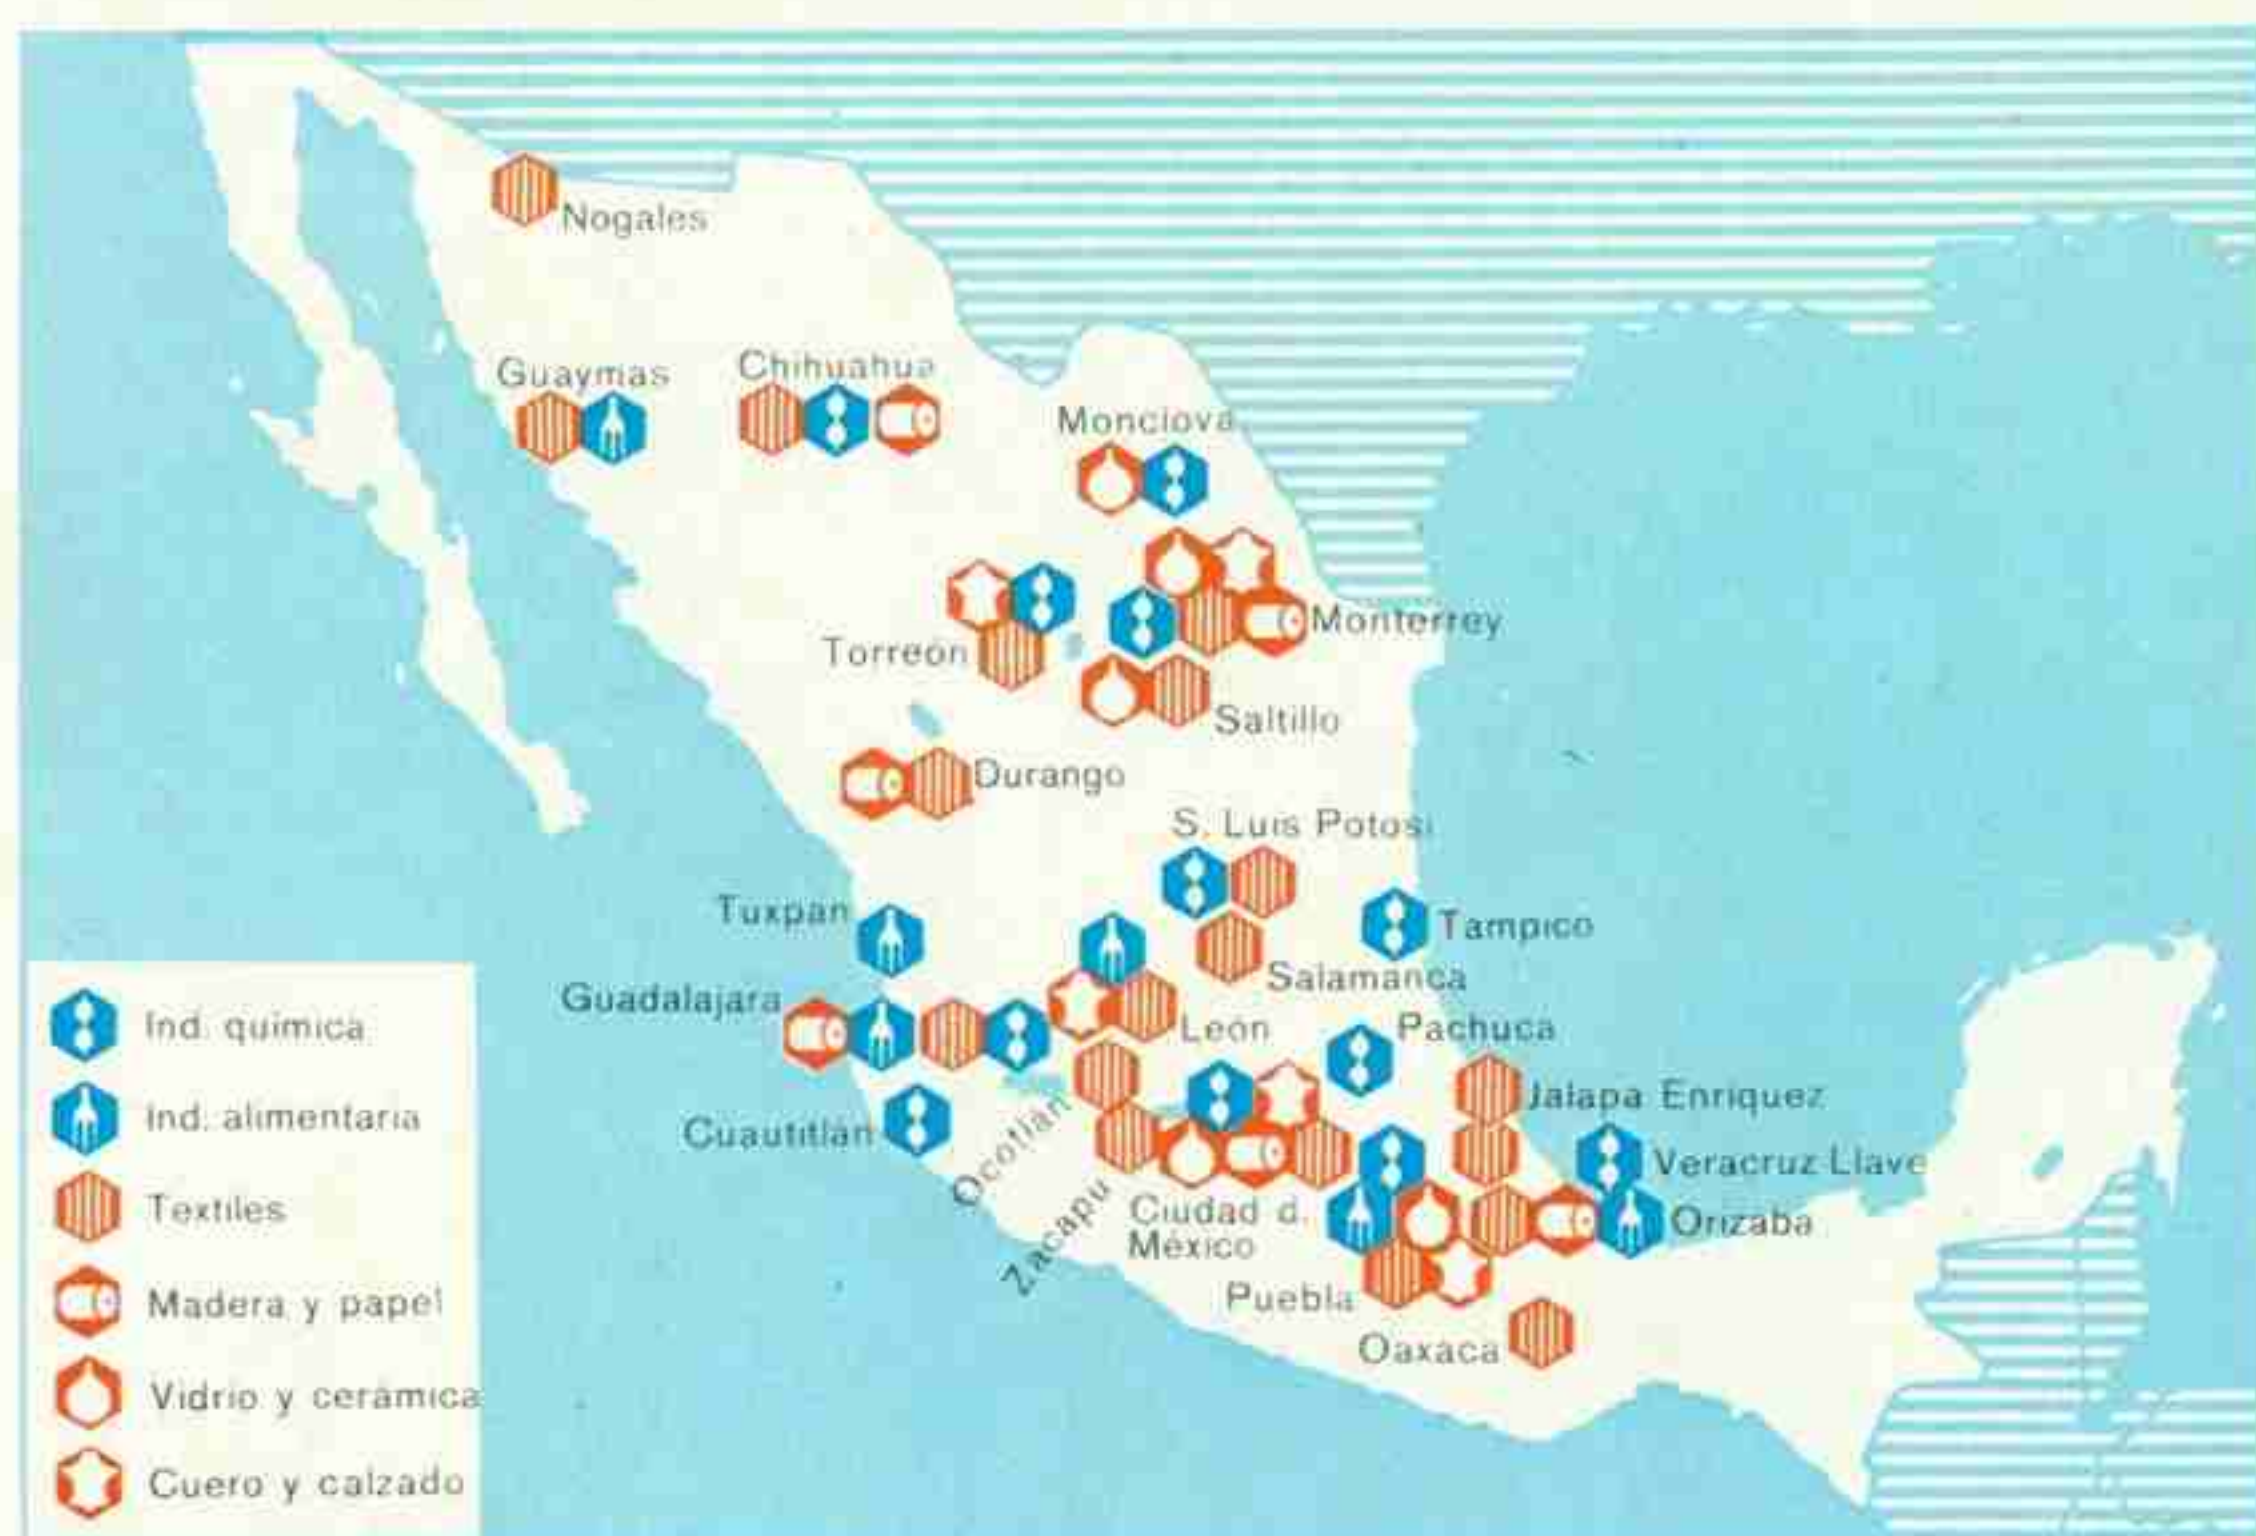 Nogales
Guaymas
Chihuahua
Monclova
Monterrey
Torreón
Saltillo
Durango
S. Luis Potosí
Tuxpan
Tampico
Salamanca
Guadalajara
León
Pachuca
Jalapa Enriquez
Cuautitlán
Ocotlán
Veracruz Llave
Zacapu
Ciudad d.
México
Orizaba
Puebla
Oaxaca
Ind. química
Ind. alimentaria
Textiles
Madera y papel
Vidrio y cerámica
Cuero y calzado